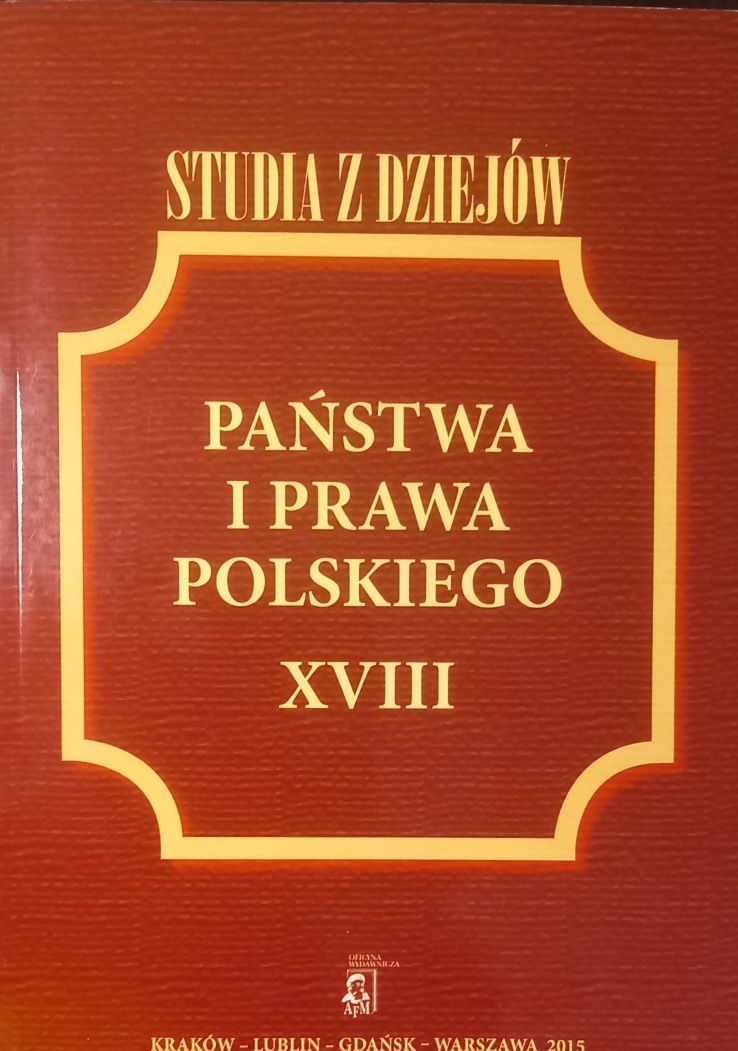 STUDIA Z DZIEJÓW
PAŃSTWA
I PRAWA
POLSKIEGO
XVIII
OFICYNA
WYDAWNICZA
AFM
KRAKÓW – LUBLIN – GDAŃSK – WARSZAWA 2015